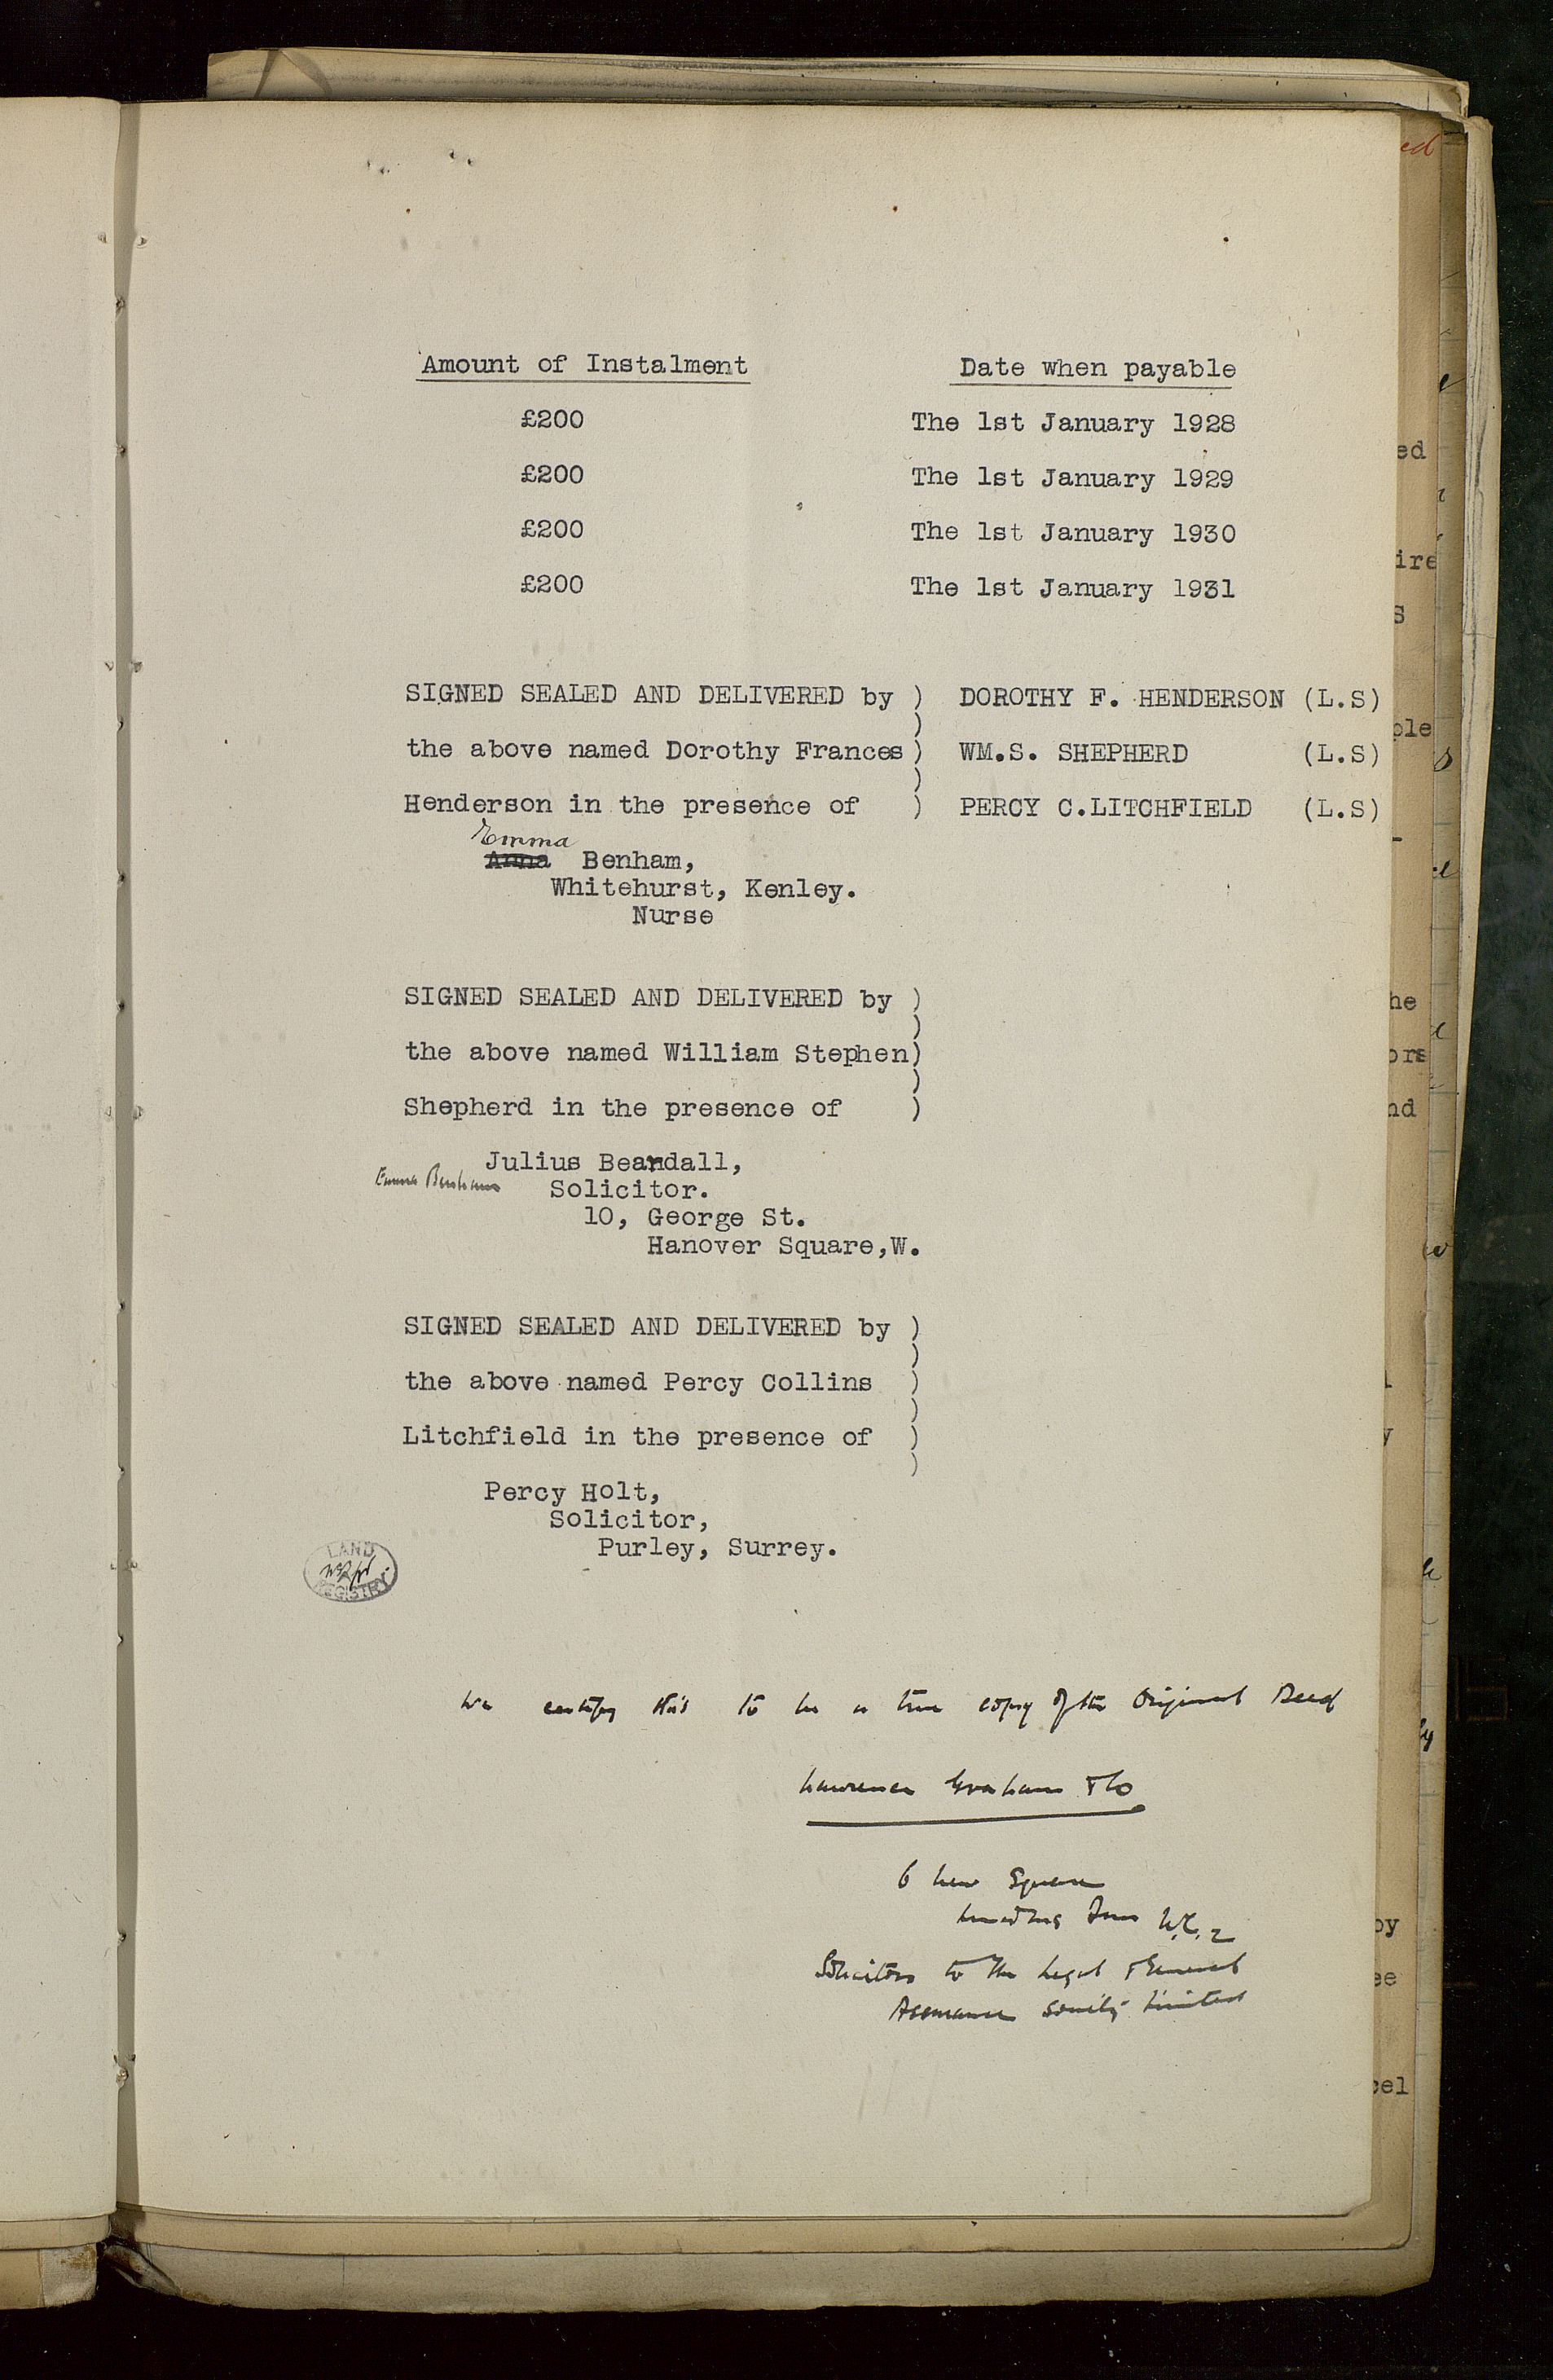 Amount of Instalment Date when payable
£200 The 1st January 1928
£200 The 1st January 1929
£200 The 1st January 1930
£200 The 1st January 1931
SIGNED SEALED AND DELIVERED by ) DOROTHY F. HENDERSON (L.S)
)
the above named Dorothy Frances) WM.S. SHEPHERD (L.S)
)
Henderson in the presence of ) PERCY C.LITCHFIELD (L.S)
Emma
Anna Benham,
Whitehurst, Kenley.
Nurse
SIGNED SEALED AND DELIVERED by )
)
the above named William Stephen)
)
Shepherd in the presence of )
Julius Beardall,
Emma Benham
Solicitor.
10, George St.
Hanover Square,W.
SIGNED SEALED AND DELIVERED by )
)
the above named Percy Collins )
)
Litchfield in the presence of )
)
Percy Holt,
Solicitor,
Purley, Surrey.
LAND
REGISTRY
We certify this to be a true copy of the Original Deed
Lawrence Graham & Co
6 New Square
Lincolns Inn W.C.2
Solicitors to the Legal & General
Assurance Society Limited